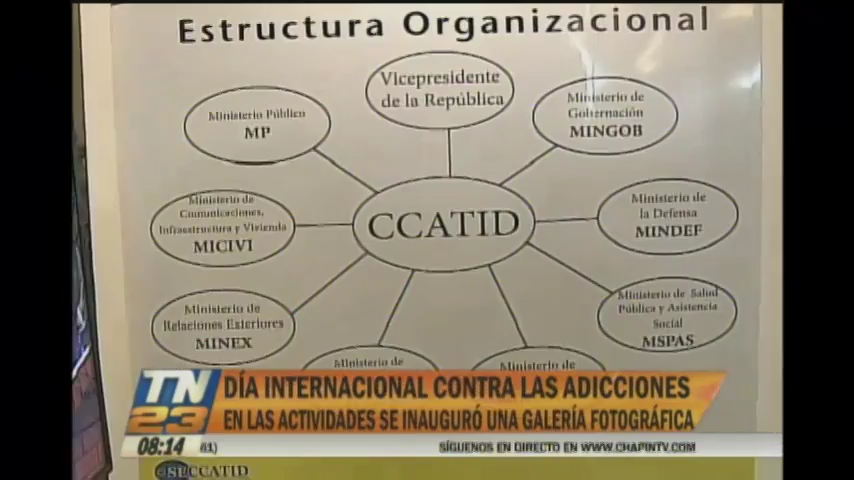 Estructura Organizacional
Vicepresidente
de la República
Ministerio Público
MP
Ministerio de
Gobernación
MINGOB
Ministerio de
Comunicaciones,
Infraestructura y Vivienda
MICIVI
CCATID
Ministerio de
la Defensa
MINDEF
Ministerio de
Relaciones Exteriores
MINEX
Ministerio de Salud
Pública y Asistencia
Social
MSPAS
Ministerio de
Ministerio de
TN
23
DÍA INTERNACIONAL CONTRA LAS ADICCIONES
EN LAS ACTIVIDADES SE INAUGURÓ UNA GALERÍA FOTOGRÁFICA
08:14
SÍGUENOS EN DIRECTO EN WWW.CHAPINTV.COM
SECCATID